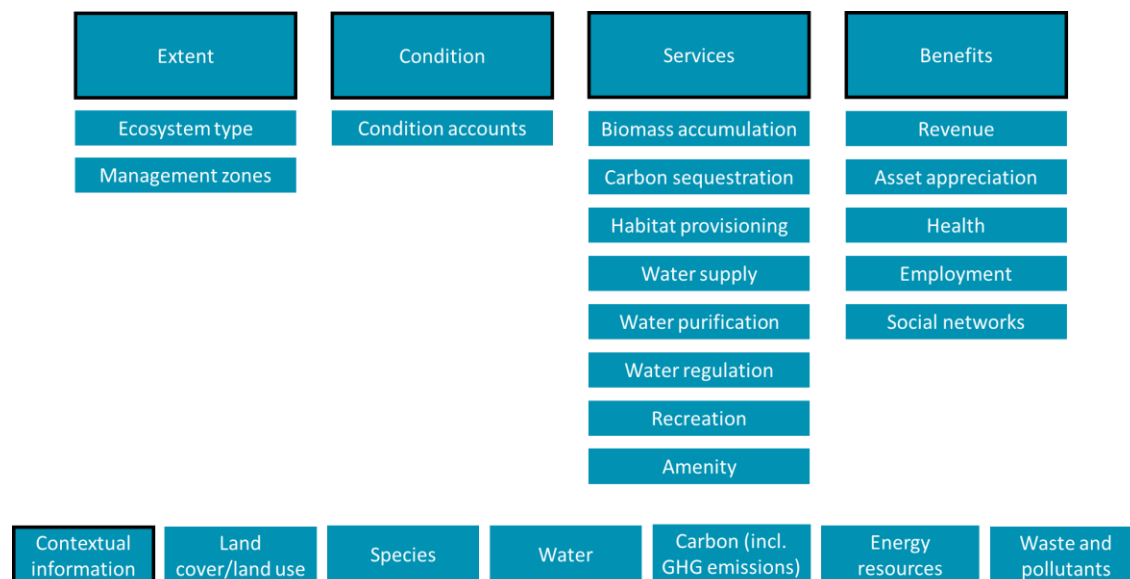 Extent
Condition
Services
Benefits
Ecosystem type
Condition accounts
Biomass accumulation
Revenue
Management zones
Carbon sequestration
Asset appreciation
Habitat provisioning
Health
Water supply
Employment
Water purification
Social networks
Water regulation
Recreation
Amenity
Contextual
information
Land
cover/land use
Species
Water
Carbon (incl.
GHG emissions)
Energy
resources
Waste and
pollutants